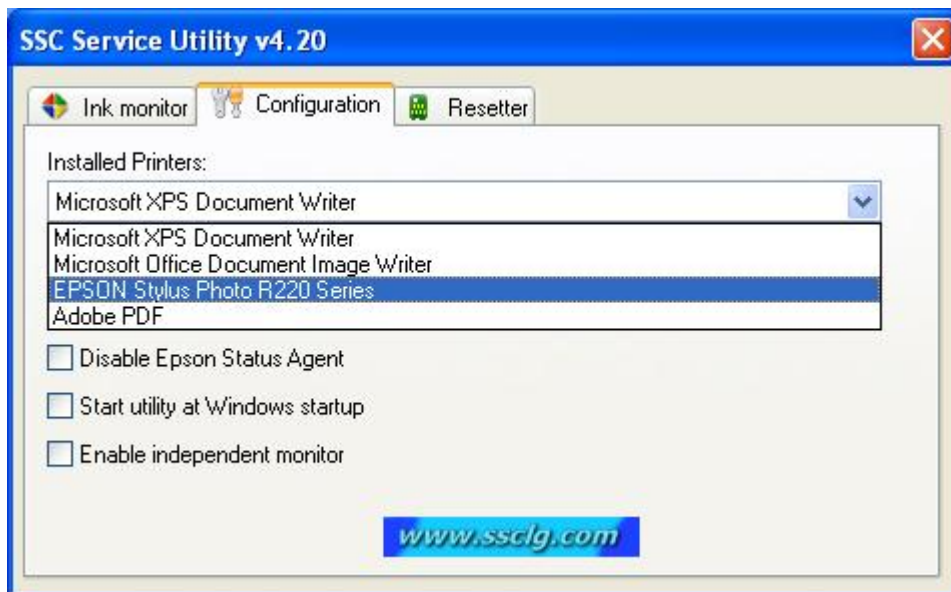 SSC Service Utility v4.20
Ink monitor Configuration Resetter
Installed Printers:
Microsoft XPS Document Writer
Microsoft XPS Document Writer
Microsoft Office Document Image Writer
EPSON Stylus Photo R220 Series
Adobe PDF
Disable Epson Status Agent
Start utility at Windows startup
Enable independent monitor
www.ssclg.com